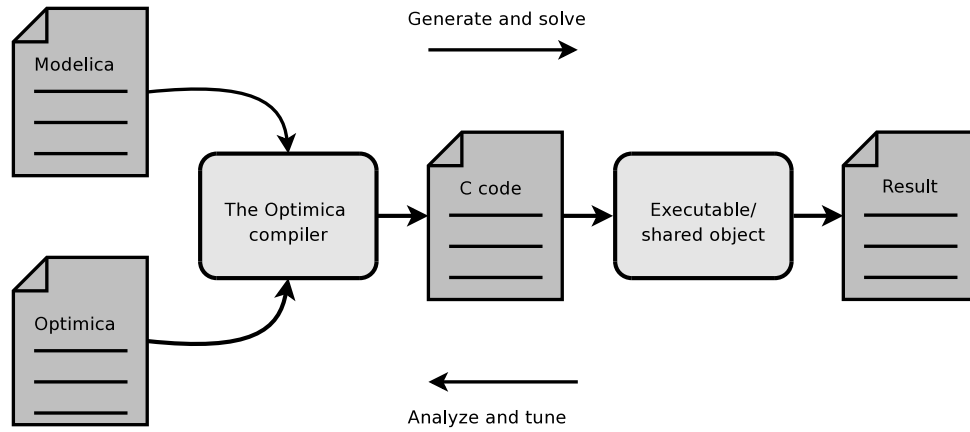 Generate and solve
Modelica
The Optimica
compiler
C code
Executable/
shared object
Result
Optimica
Analyze and tune